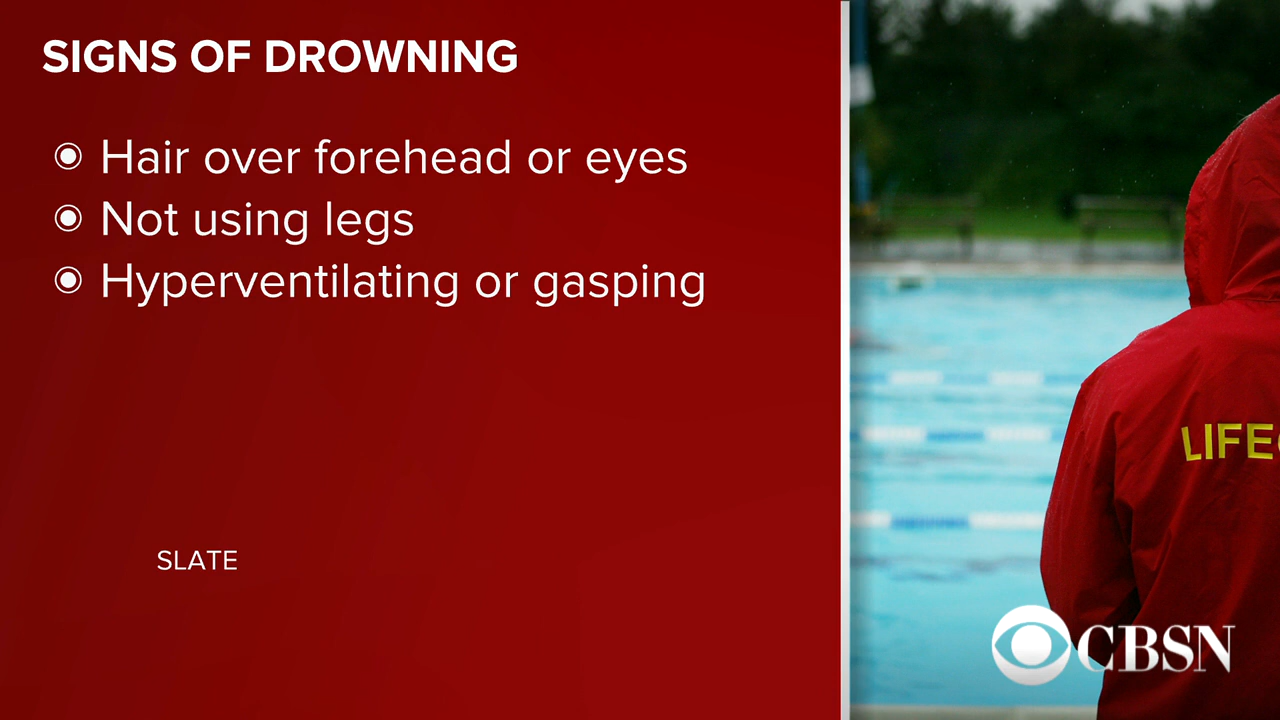 SIGNS OF DROWNING
Hair over forehead or eyes
Not using legs
Hyperventilating or gasping
SLATE
LIFE
CBSN